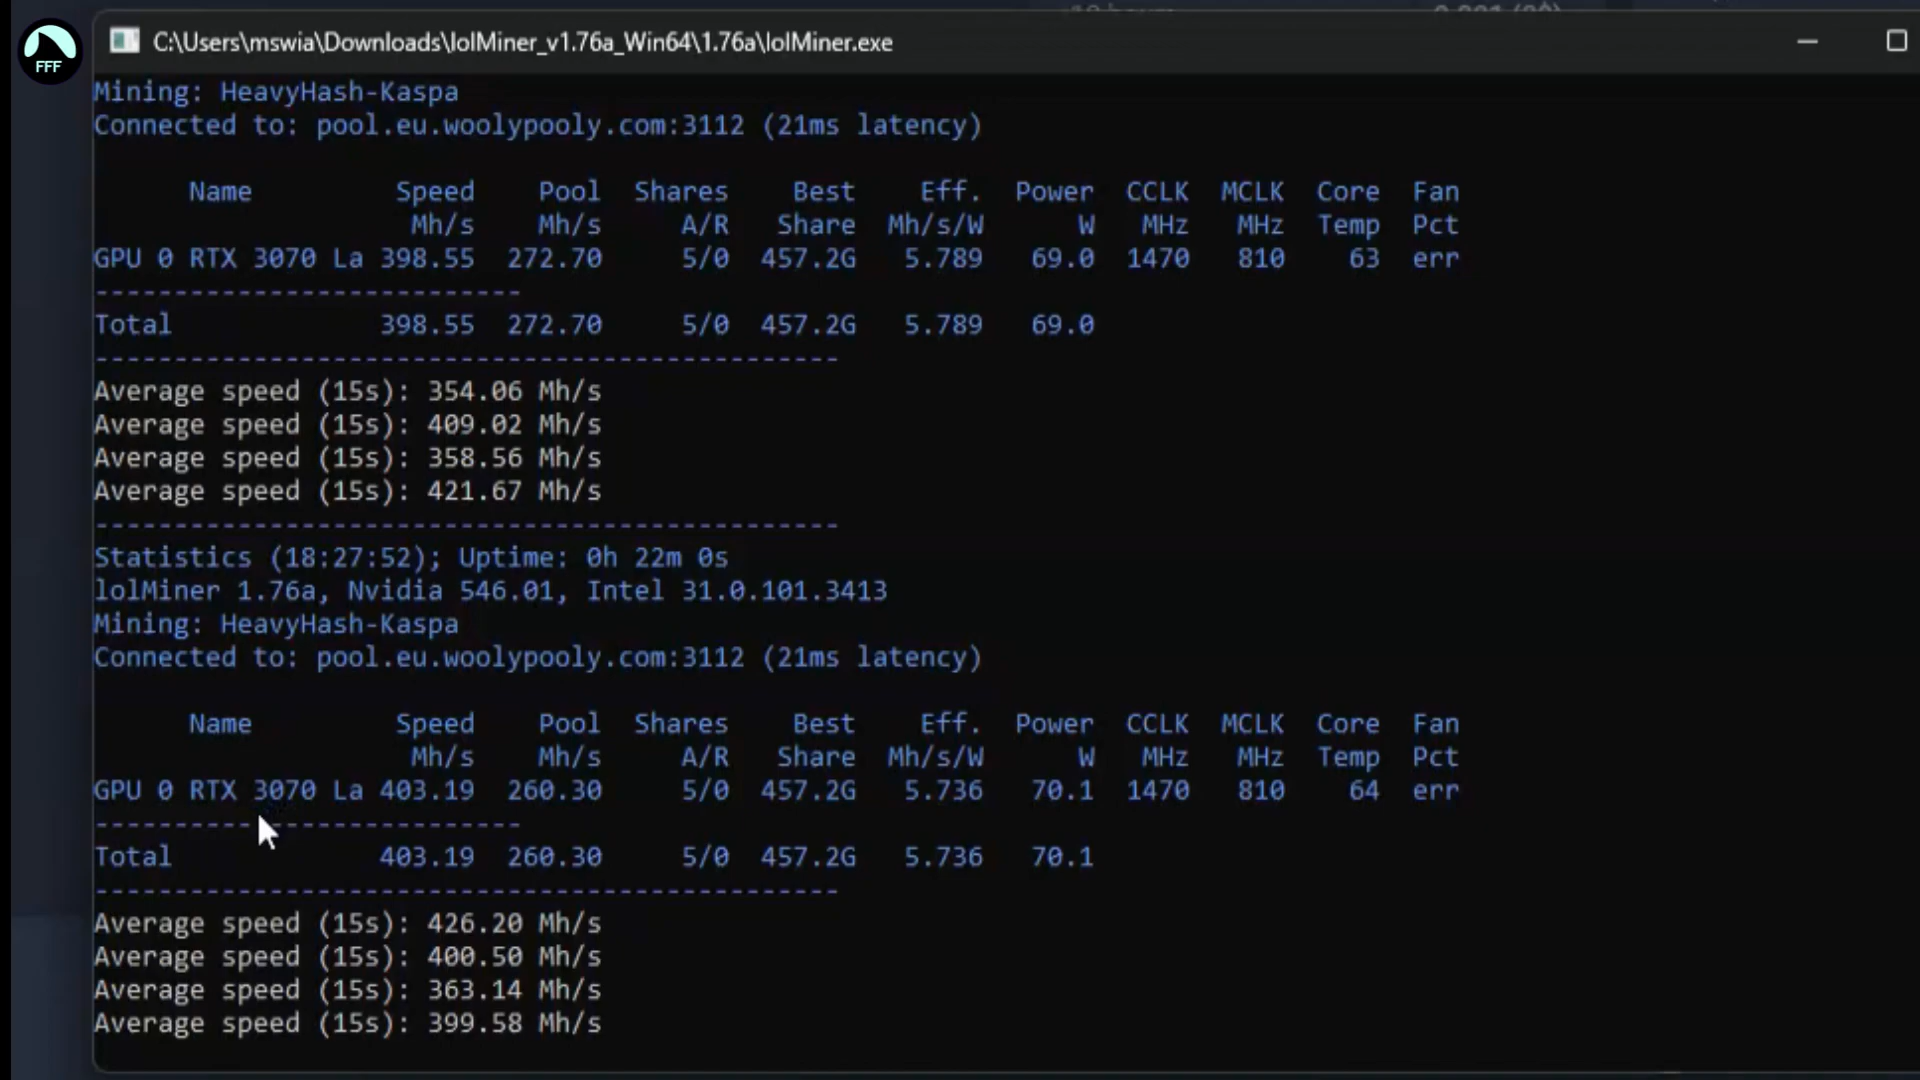 C:\Users\mswia\Downloads\lolMiner_v1.76a_Win64\1.76a\lolMiner.exe
FFF
Mining: HeavyHash-Kaspa
Connected to: pool.eu.woolypooly.com:3112 (21ms latency)
Name Speed Pool Shares Best Eff. Power CCLK MCLK Core Fan
Mh/s Mh/s A/R Share Mh/s/W W MHz MHz Temp Pct
GPU 0 RTX 3070 La 398.55 272.70 5/0 457.2G 5.789 69.0 1470 810 63 err
---------------------------
Total 398.55 272.70 5/0 457.2G 5.789 69.0
-----------------------------------------------
Average speed (15s): 354.06 Mh/s
Average speed (15s): 409.02 Mh/s
Average speed (15s): 358.56 Mh/s
Average speed (15s): 421.67 Mh/s
-----------------------------------------------
Statistics (18:27:52); Uptime: 0h 22m 0s
lolMiner 1.76a, Nvidia 546.01, Intel 31.0.101.3413
Mining: HeavyHash-Kaspa
Connected to: pool.eu.woolypooly.com:3112 (21ms latency)
Name Speed Pool Shares Best Eff. Power CCLK MCLK Core Fan
Mh/s Mh/s A/R Share Mh/s/W W MHz MHz Temp Pct
GPU 0 RTX 3070 La 403.19 260.30 5/0 457.2G 5.736 70.1 1470 810 64 err
---------------------------
Total 403.19 260.30 5/0 457.2G 5.736 70.1
-----------------------------------------------
Average speed (15s): 426.20 Mh/s
Average speed (15s): 400.50 Mh/s
Average speed (15s): 363.14 Mh/s
Average speed (15s): 399.58 Mh/s